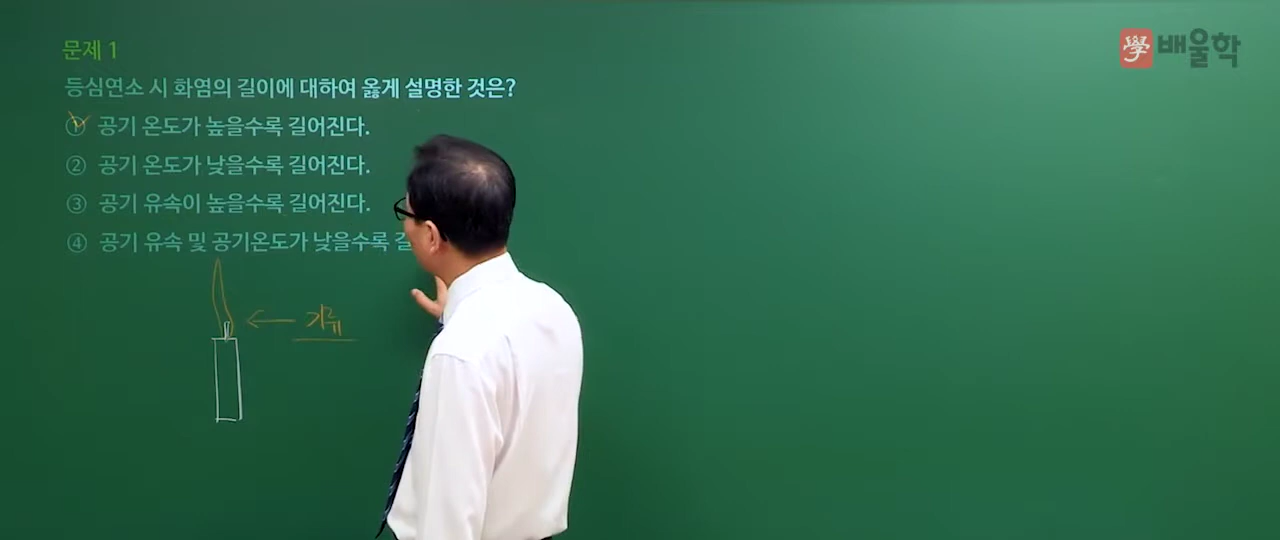 學 배울학
문제 1
등심연소 시 화염의 길이에 대하여 옳게 설명한 것은?
① 공기 온도가 높을수록 길어진다.
② 공기 온도가 낮을수록 길어진다.
③ 공기 유속이 높을수록 길어진다.
④ 공기 유속 및 공기온도가 낮을수록 길
기류